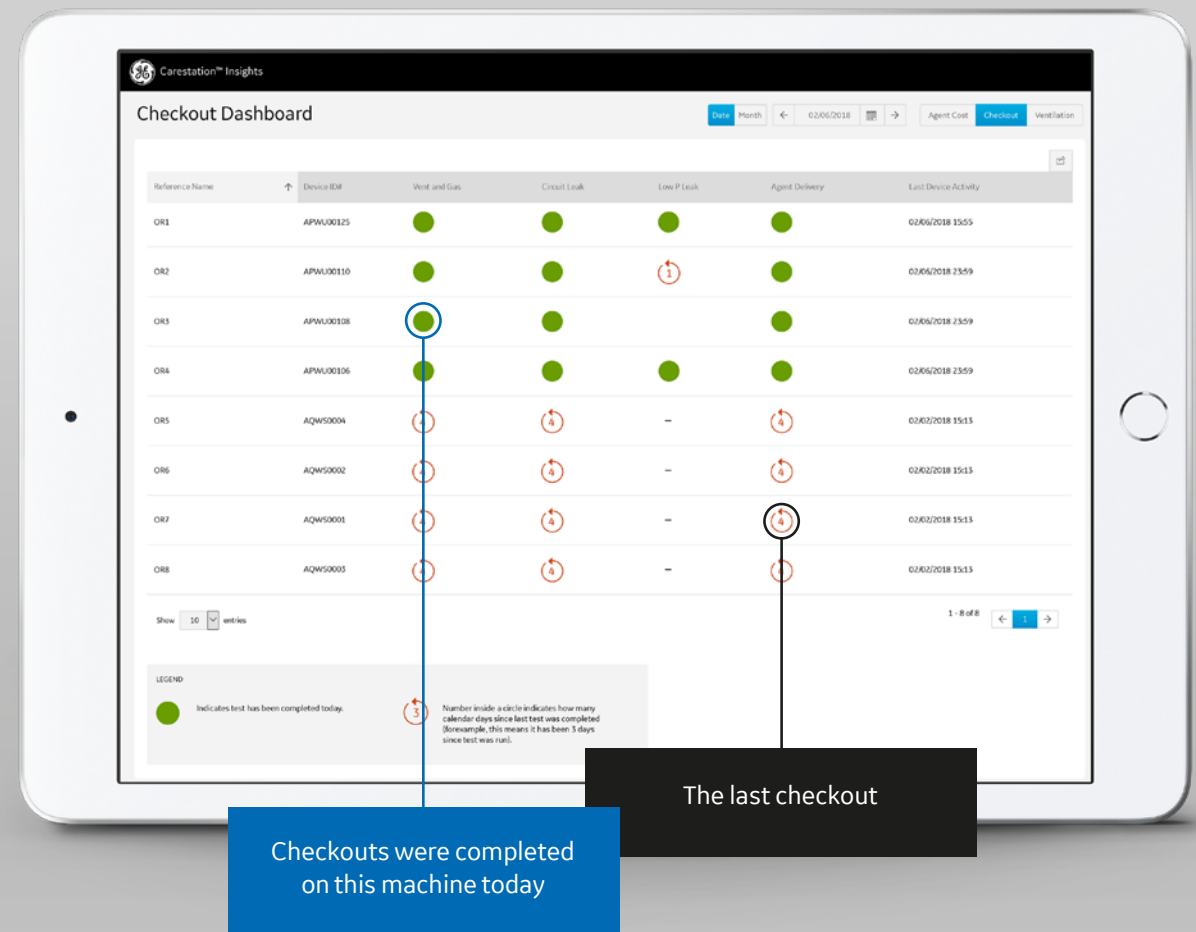 Carestation™ Insights
Checkout Dashboard
Date Month 02/06/2018 Agent Cost Checkout Ventilation
Reference Name Device ID# Vent and Gas Circuit Leak Low P Leak Agent Delivery Last Device Activity
OR1 APWU00125 02/06/2018 15:55
OR2 APWU00110 1 02/06/2018 23:59
OR3 APWU00108 02/06/2018 23:59
OR4 APWU00106 02/06/2018 23:59
OR5 AQWS0004 4 4 – 4 02/02/2018 15:13
OR6 AQWS0002 4 4 – 4 02/02/2018 15:13
OR7 AQWS0001 4 4 – 4 02/02/2018 15:13
OR8 AQWS0003 4 4 – 4 02/02/2018 15:13
Show 10 entries 1 - 8 of 8 1
LEGEND
Indicates test has been completed today.
3
Number inside a circle indicates how many
calendar days since last test was completed
(forexample, this means it has been 3 days
since test was run).
The last checkout
Checkouts were completed
on this machine today